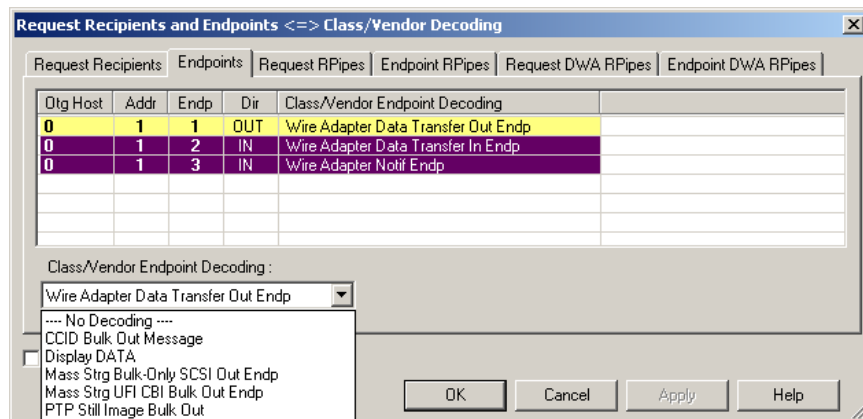 Request Recipients and Endpoints <=> Class/Vendor Decoding
Request Recipients Endpoints Request RPipes Endpoint RPipes Request DWA RPipes Endpoint DWA RPipes
Otg Host Addr Endp Dir Class/Vendor Endpoint Decoding
0 1 1 OUT Wire Adapter Data Transfer Out Endp
0 1 2 IN Wire Adapter Data Transfer In Endp
0 1 3 IN Wire Adapter Notif Endp
Class/Vendor Endpoint Decoding :
Wire Adapter Data Transfer Out Endp
---- No Decoding ----
CCID Bulk Out Message
Display DATA
Mass Strg Bulk-Only SCSI Out Endp
Mass Strg UFI CBI Bulk Out Endp
PTP Still Image Bulk Out
OK Cancel Apply Help